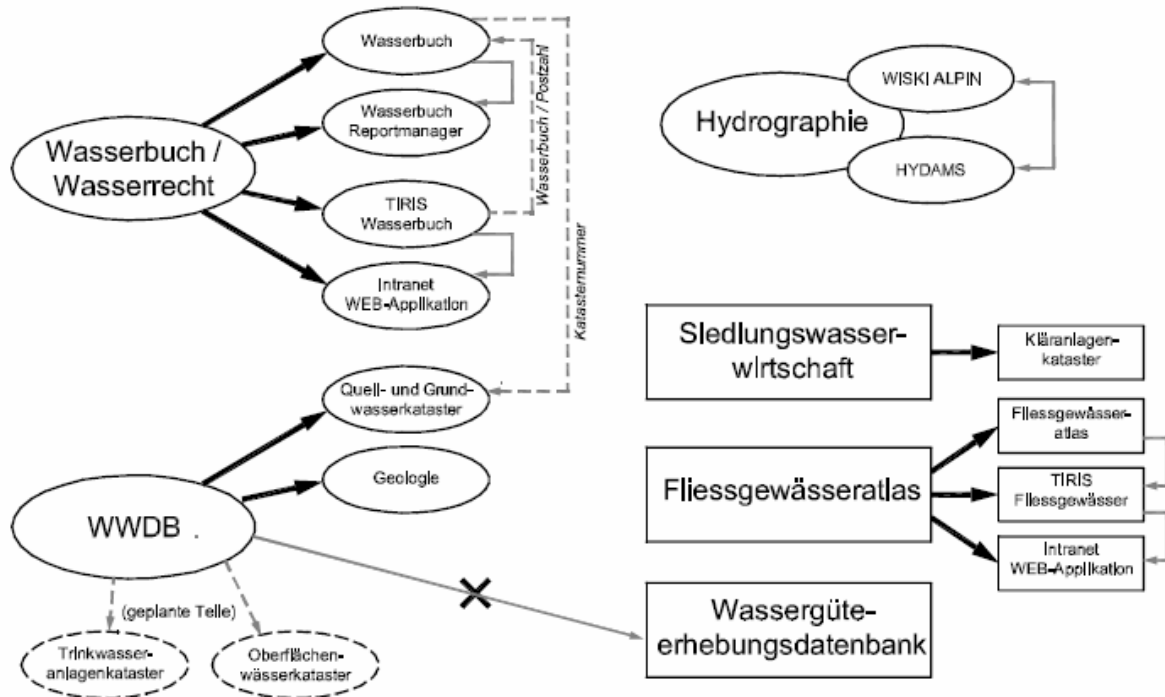 Wasserbuch
Wasserbuch
Reportmanager
Wasserbuch /
Wasserrecht
TIRIS
Wasserbuch
Intranet
WEB-Applikation
Wasserbuch / Postzahl
Katasternummer
WISKI ALPIN
Hydrographie
HYDAMS
Quell- und Grund-
wasserkataster
Geologie
WWDB .
(geplante Teile)
Trinkwasser-
anlagenkataster
Oberflächen-
wässerkataster
Siedlungswasser-
wirtschaft
Kläranlagen-
kataster
Fliessgewässer-
atlas
Fliessgewässeratlas
TIRIS
Fliessgewässer
Intranet
WEB-Applikation
Wassergüte-
erhebungsdatenbank